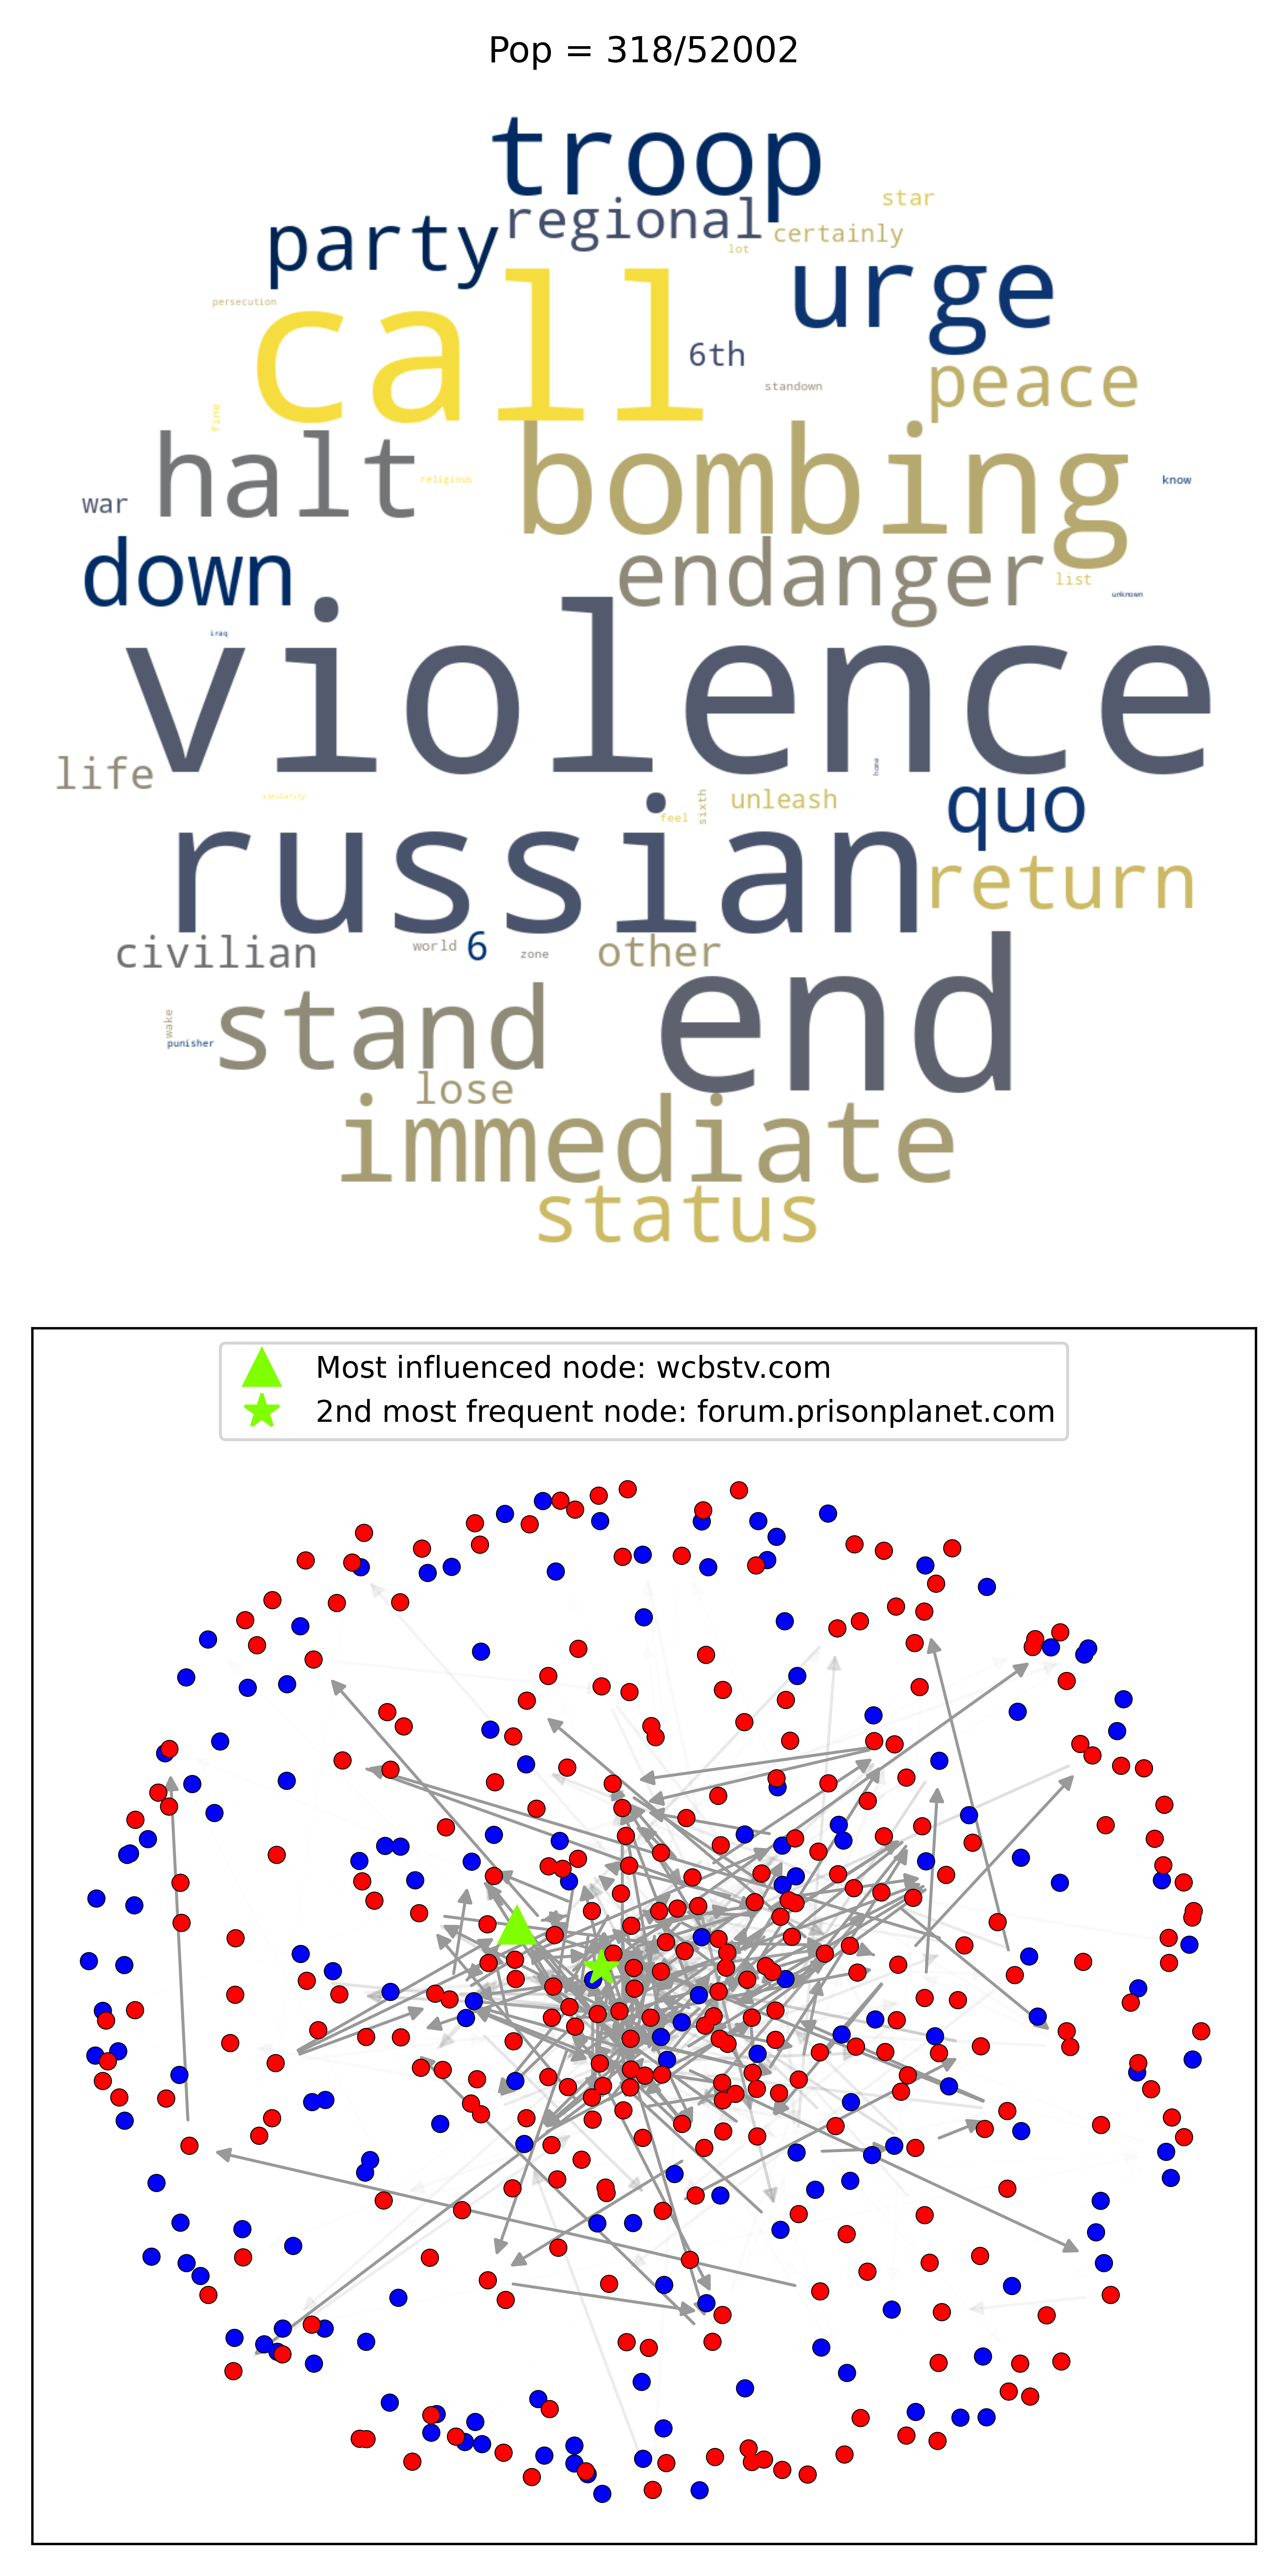 Pop = 318/52002
troop
star
regional
party
certainly
lot
urge
call
persecution
6th
peace
standown
fine
halt
bombing
religious
know
war
down
endanger
list
unknown
iraq
violence
home
life
similarity
sixth
unleash
quo
feel
russian
return
civilian
world
6
zone
other
end
wake
punisher
stand
lose
immediate
status
Most influenced node: wcbstv.com
2nd most frequent node: forum.prisonplanet.com